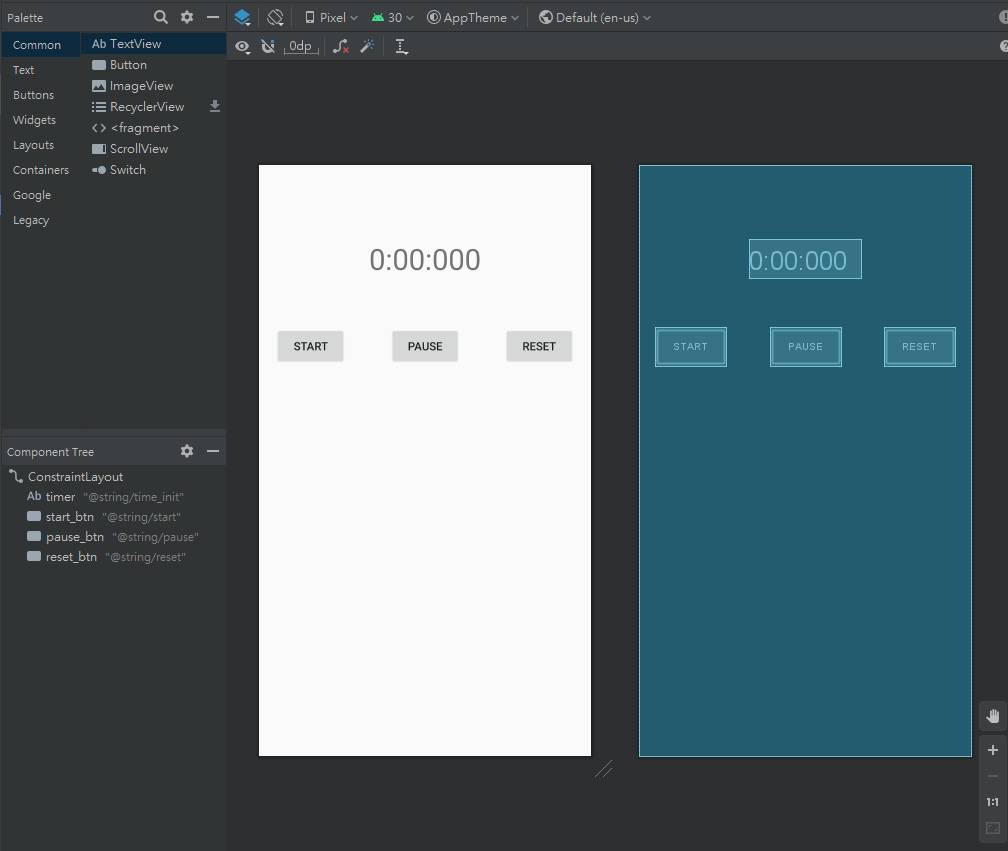 Palette
Pixel 30 AppTheme Default (en-us)
0dp
Common
Text
Buttons
Widgets
Layouts
Containers
Google
Legacy
Ab TextView
Button
ImageView
RecyclerView
<fragment>
ScrollView
Switch
0:00:000
START PAUSE RESET
0:00:000
START PAUSE RESET
Component Tree
ConstraintLayout
Ab timer "@string/time_init"
start_btn "@string/start"
pause_btn "@string/pause"
reset_btn "@string/reset"
1:1